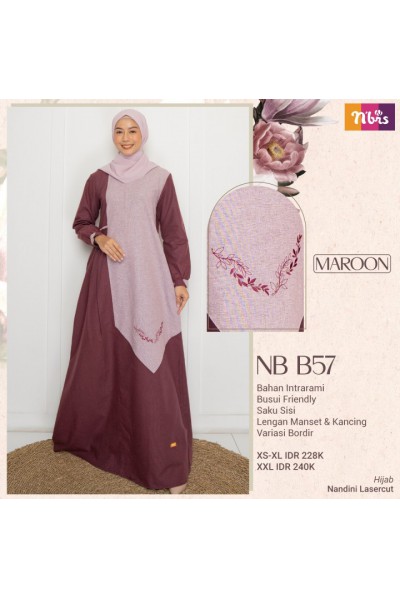 Nbrs
MAROON
NB B57
Bahan Intrarami
Busui Friendly
Saku Sisi
Lengan Manset & Kancing
Variasi Bordir
XS-XL IDR 228K
XXL IDR 240K
Hijab
Nandini Lasercut